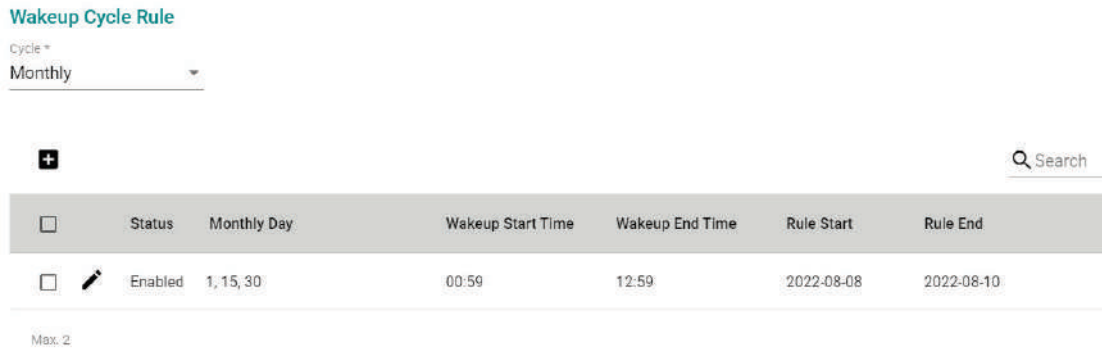 Wakeup Cycle Rule
Cycle *
Monthly
Search
Status Monthly Day Wakeup Start Time Wakeup End Time Rule Start Rule End
Enabled 1, 15, 30 00:59 12:59 2022-08-08 2022-08-10
Max. 2